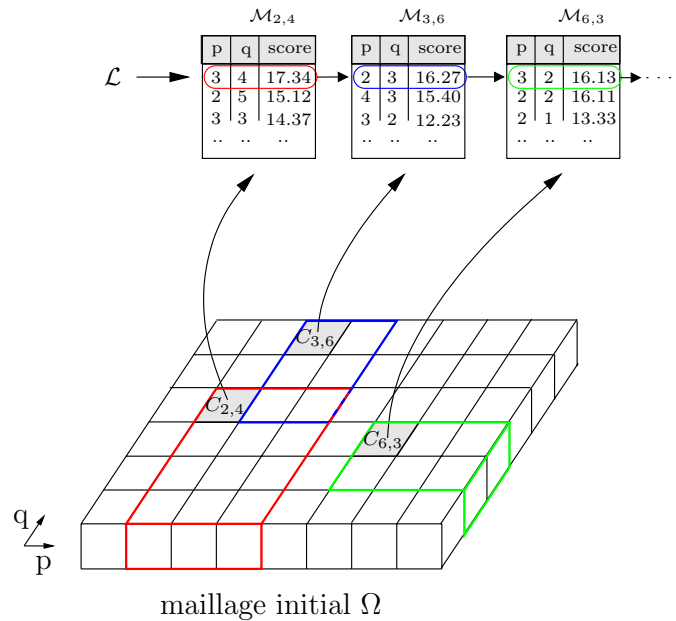 M2,4 M3,6 M6,3
p q score p q score p q score
L 3 4 17.34 2 3 16.27 3 2 16.13 . . .
2 5 15.12 4 3 15.40 2 2 16.11
3 3 14.37 3 2 12.23 2 1 13.33
.. .. .. .. .. .. .. .. ..
C3,6
C2,4
C6,3
q
p
maillage initial Ω